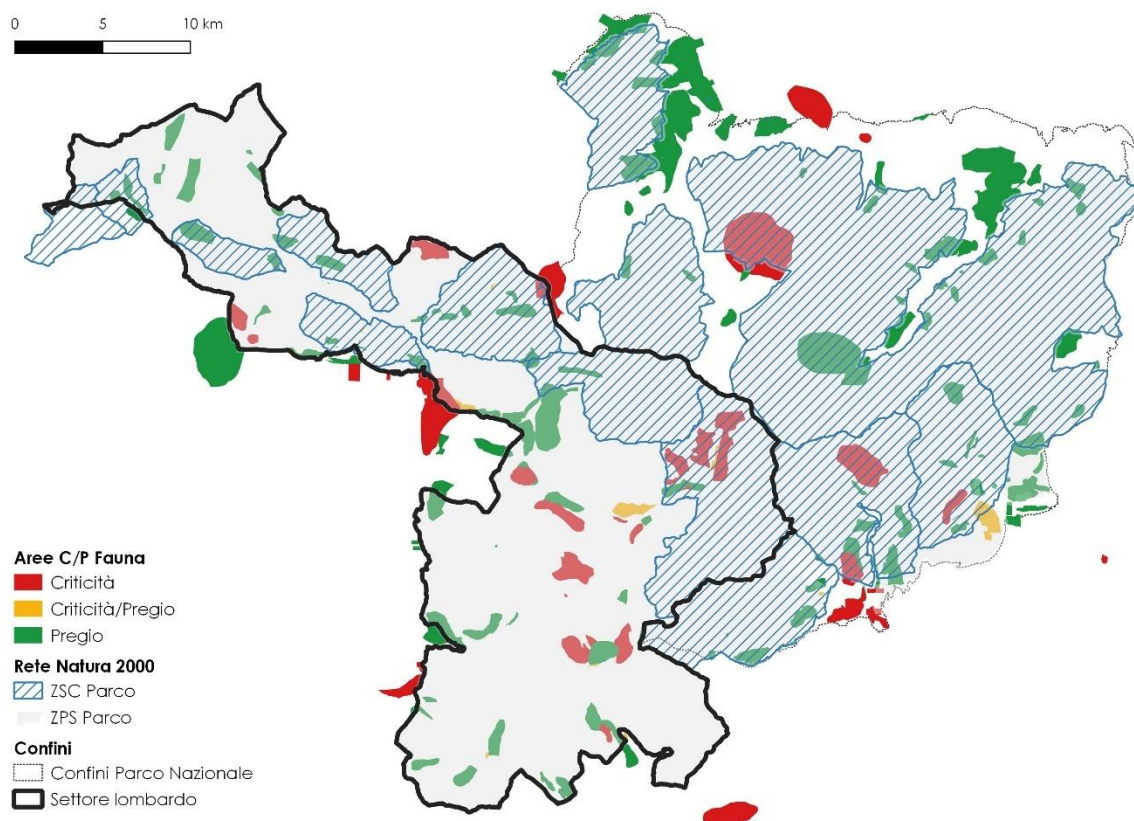 0 5 10 km
Aree C/P Fauna
Criticità
Criticità/Pregio
Pregio
Rete Natura 2000
ZSC Parco
ZPS Parco
Confini
Confini Parco Nazionale
Settore lombardo